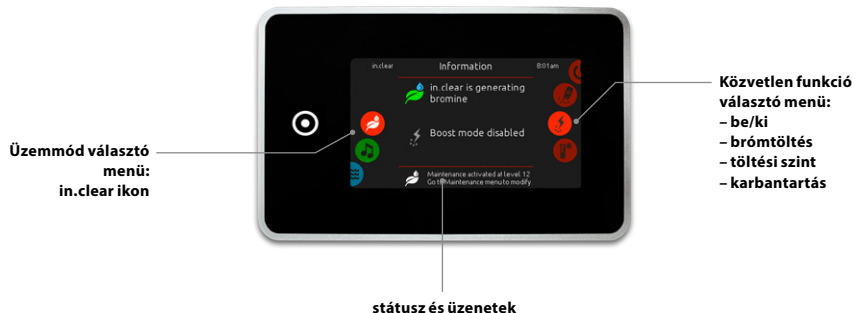 in.clear Information 8:01am
in.clear is generating
bromine
Boost mode disabled
Maintenance activated at level 12
Go to Maintenance menu to modify
Üzemmód választó
menü:
in.clear ikon
Közvetlen funkció
választó menü:
– be/ki
– brómtöltés
– töltési szint
– karbantartás
státusz és üzenetek